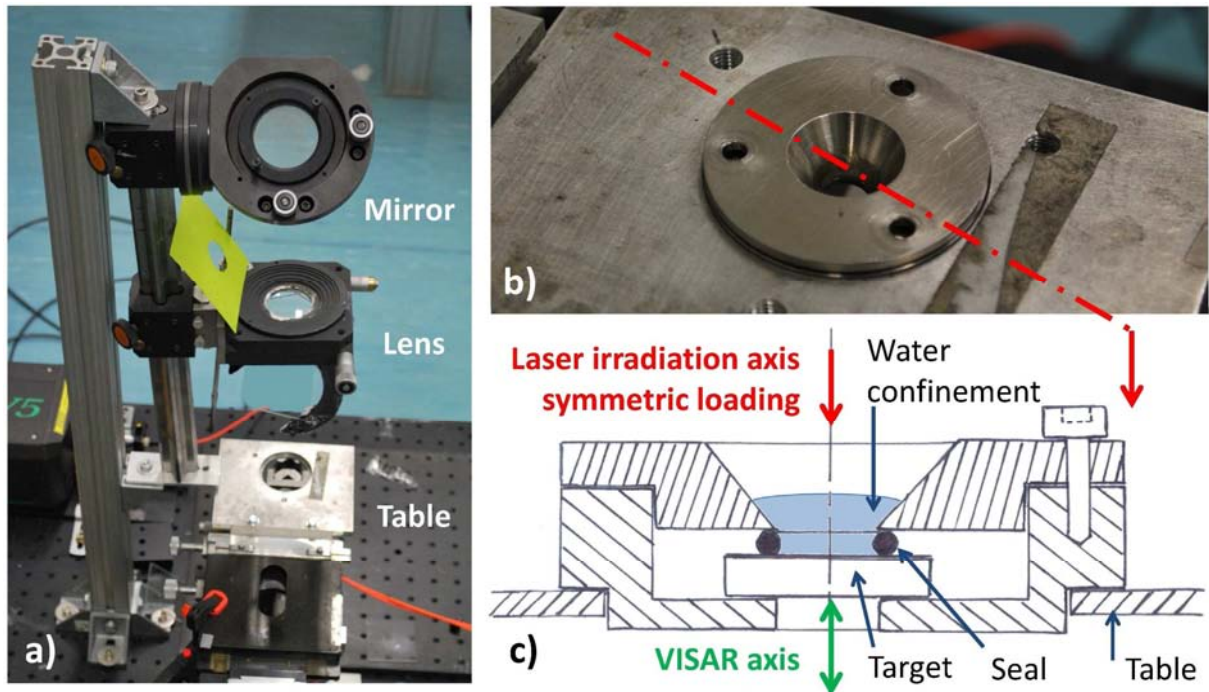 Mirror
Lens
Table
a)
b)
Laser irradiation axis
symmetric loading
Water
confinement
c)
VISAR axis
Target
Seal
Table